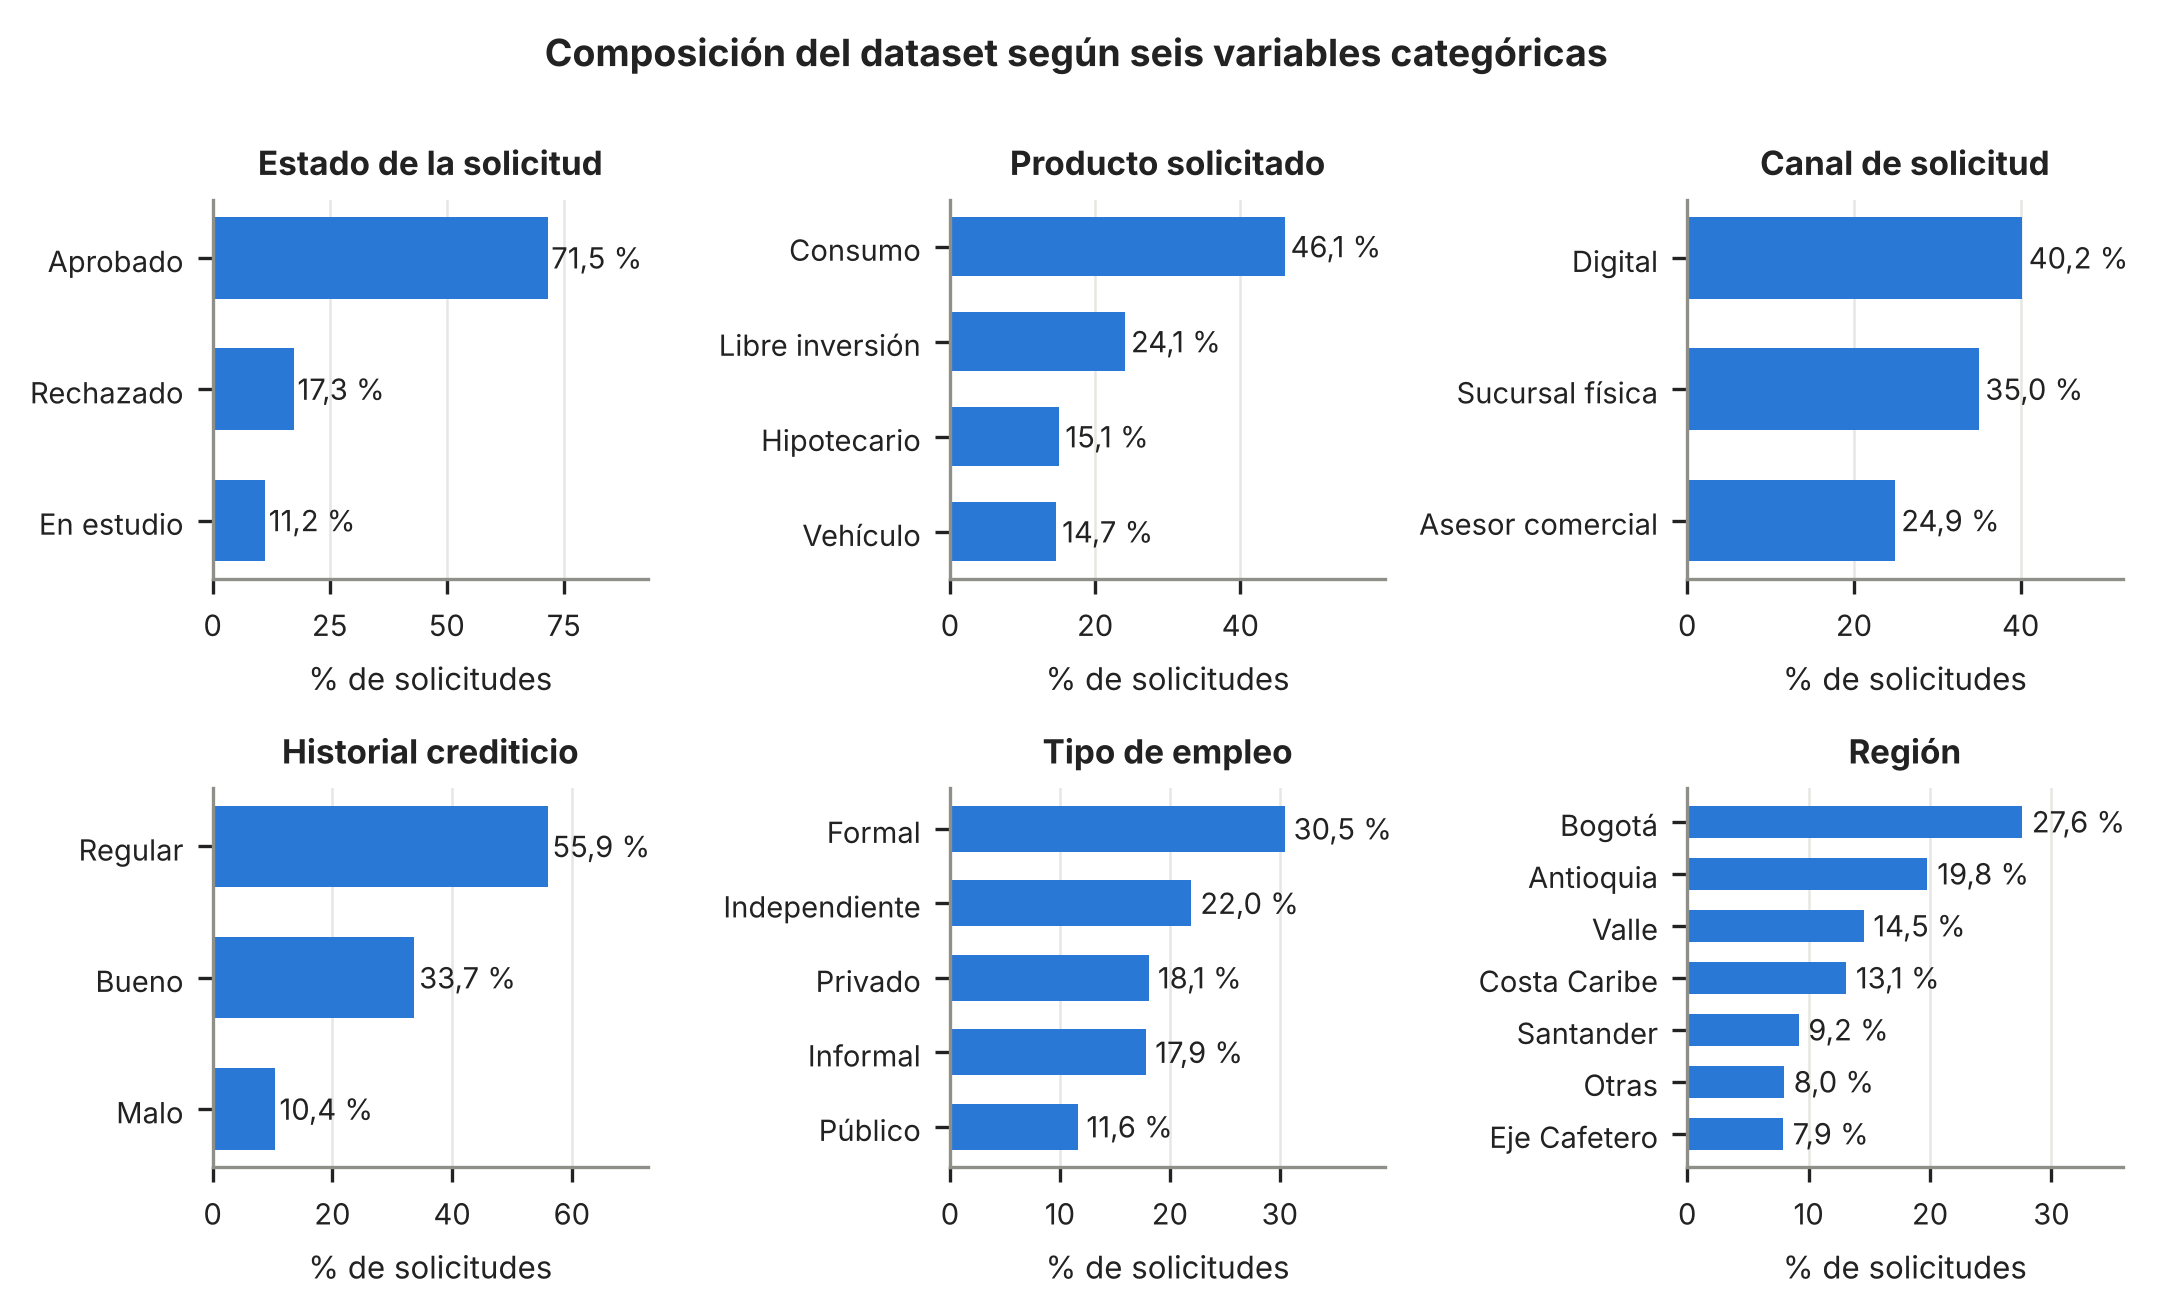 Composición del dataset según seis variables categóricas
Estado de la solicitud
Aprobado
71,5 %
Rechazado
17,3 %
En estudio
11,2 %
0 25 50 75
% de solicitudes
Producto solicitado
Consumo
46,1 %
Libre inversión
24,1 %
Hipotecario
15,1 %
Vehículo
14,7 %
0 20 40
% de solicitudes
Canal de solicitud
Digital
40,2 %
Sucursal física
35,0 %
Asesor comercial
24,9 %
0 20 40
% de solicitudes
Historial crediticio
Regular
55,9 %
Bueno
33,7 %
Malo
10,4 %
0 20 40 60
% de solicitudes
Tipo de empleo
Formal
30,5 %
Independiente
22,0 %
Privado
18,1 %
Informal
17,9 %
Público
11,6 %
0 10 20 30
% de solicitudes
Región
Bogotá
27,6 %
Antioquia
19,8 %
Valle
14,5 %
Costa Caribe
13,1 %
Santander
9,2 %
Otras
8,0 %
Eje Cafetero
7,9 %
0 10 20 30
% de solicitudes